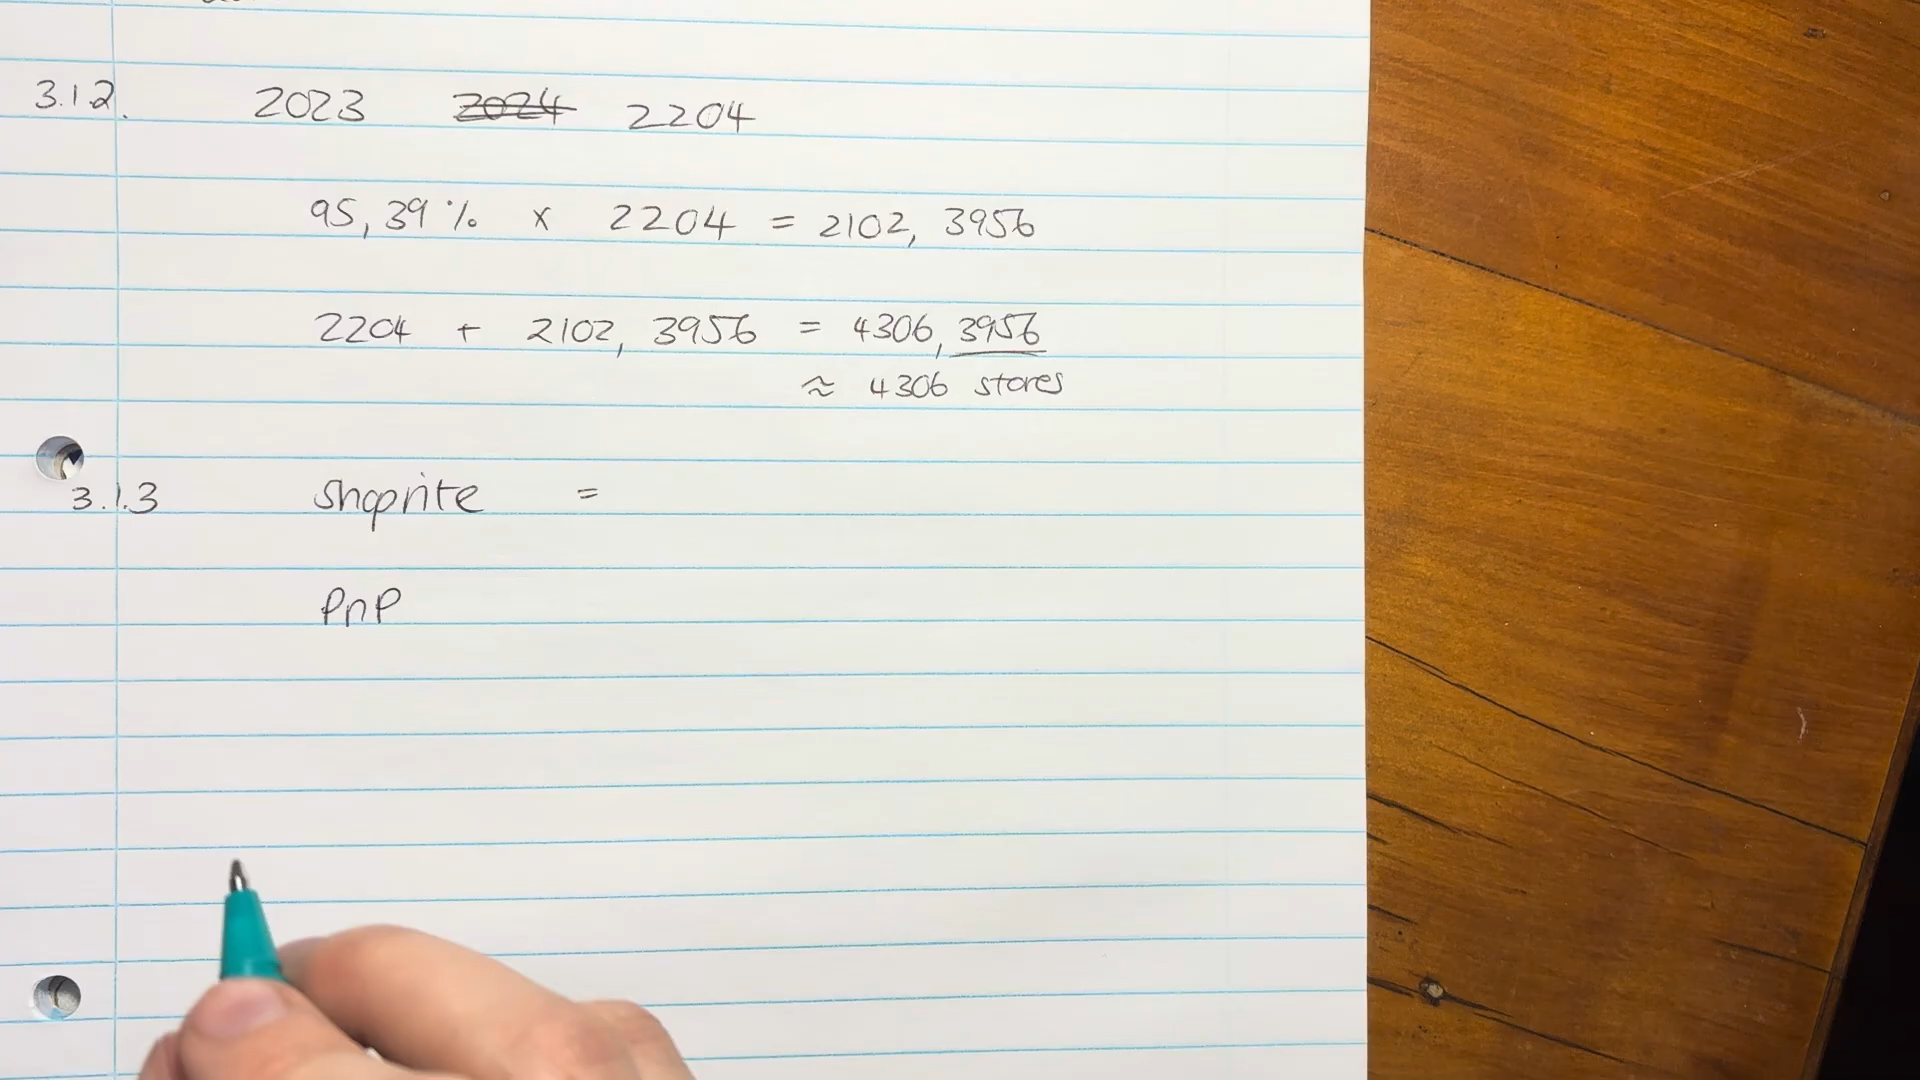 3.1.2. 2023 2024 2204
95,39% x 2204 = 2102,3956
2204 + 2102,3956 = 4306,3956
≈ 4306 stores
3.1.3 Shoprite =
PnP